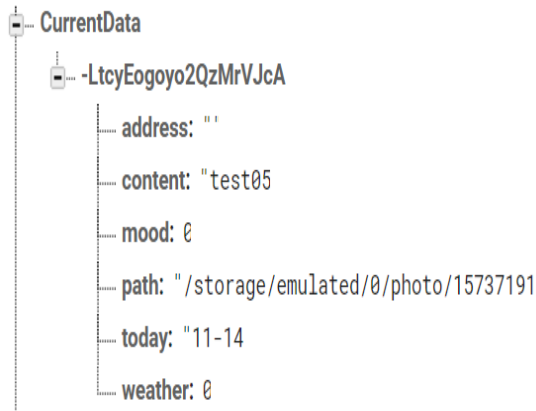 CurrentData
-LtcyEogoyo2QzMrVJcA
address: "'
content: "test05
mood: 0
path: "/storage/emulated/0/photo/15737191
today: "11-14
weather: 0